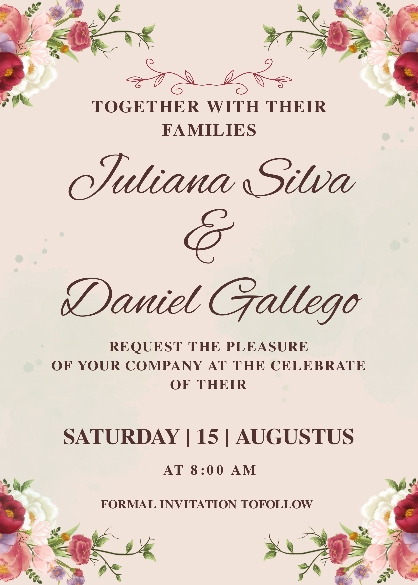 TOGETHER WITH THEIR
FAMILIES
Juliana Silva
&
Daniel Gallego
REQUEST THE PLEASURE
OF YOUR COMPANY AT THE CELEBRATE
OF THEIR
SATURDAY | 15 | AUGUSTUS
AT 8:00 AM
FORMAL INVITATION TOFOLLOW